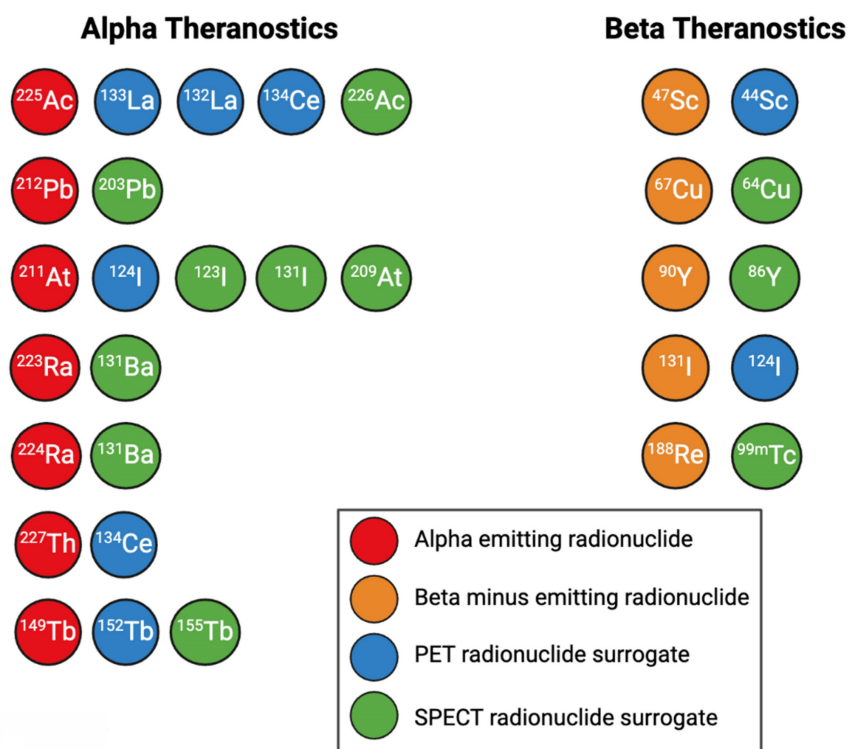 Alpha Theranostics
Beta Theranostics
²²⁵Ac ¹³³La ¹³²La ¹³⁴Ce ²²⁶Ac
⁴⁷Sc ⁴⁴Sc
²¹²Pb ²⁰³Pb
⁶⁷Cu ⁶⁴Cu
²¹¹At ¹²⁴I ¹²³I ¹³¹I ²⁰⁹At
⁹⁰Y ⁸⁶Y
²²³Ra ¹³¹Ba
¹³¹I ¹²⁴I
²²⁴Ra ¹³¹Ba
¹⁸⁸Re ⁹⁹ᵐTc
²²⁷Th ¹³⁴Ce
¹⁴⁹Tb ¹⁵²Tb ¹⁵⁵Tb
Alpha emitting radionuclide
Beta minus emitting radionuclide
PET radionuclide surrogate
SPECT radionuclide surrogate